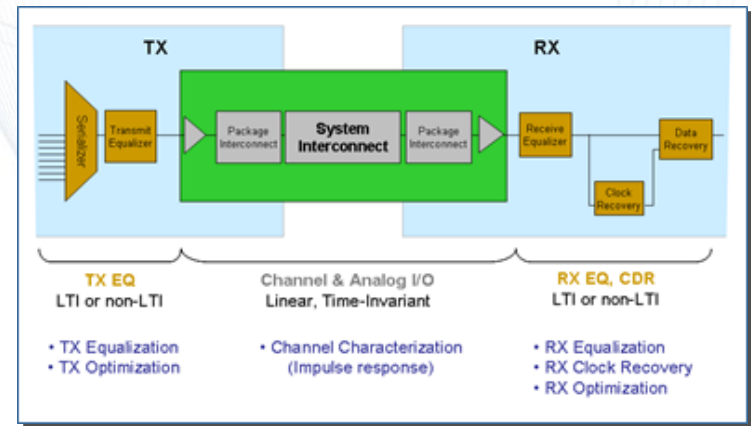 TX
RX
Serializer
Transmit
Equalizer
Package
Interconnect
System
Interconnect
Package
Interconnect
Receive
Equalizer
Data
Recovery
Clock
Recovery
TX EQ
LTI or non-LTI
Channel & Analog I/O
Linear, Time-Invariant
RX EQ, CDR
LTI or non-LTI
• TX Equalization
• TX Optimization
• Channel Characterization
(Impulse response)
• RX Equalization
• RX Clock Recovery
• RX Optimization